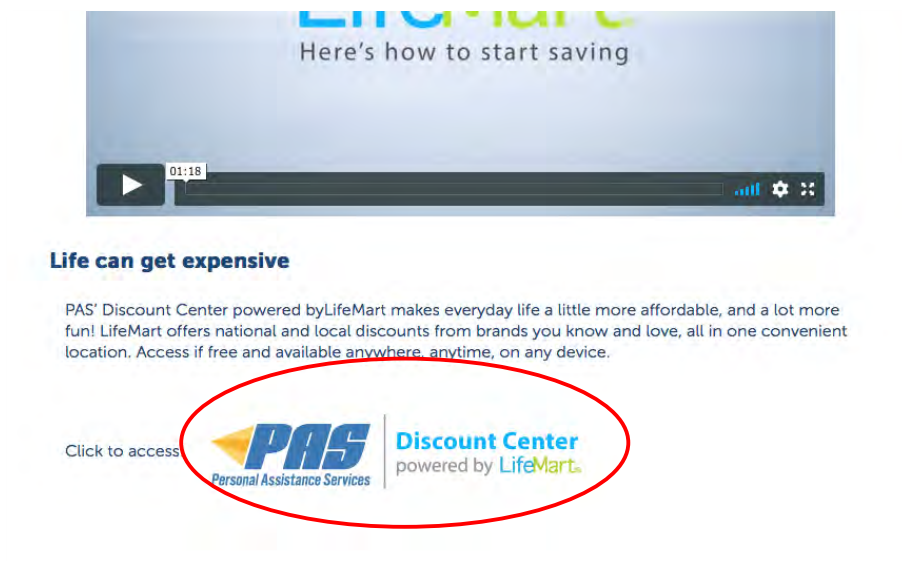 LifeMart
Here's how to start saving
01:18
Life can get expensive
PAS' Discount Center powered byLifeMart makes everyday life a little more affordable, and a lot more
fun! LifeMart offers national and local discounts from brands you know and love, all in one convenient
location. Access if free and available anywhere, anytime, on any device.
Click to access
PAS
Personal Assistance Services
Discount Center
powered by LifeMart